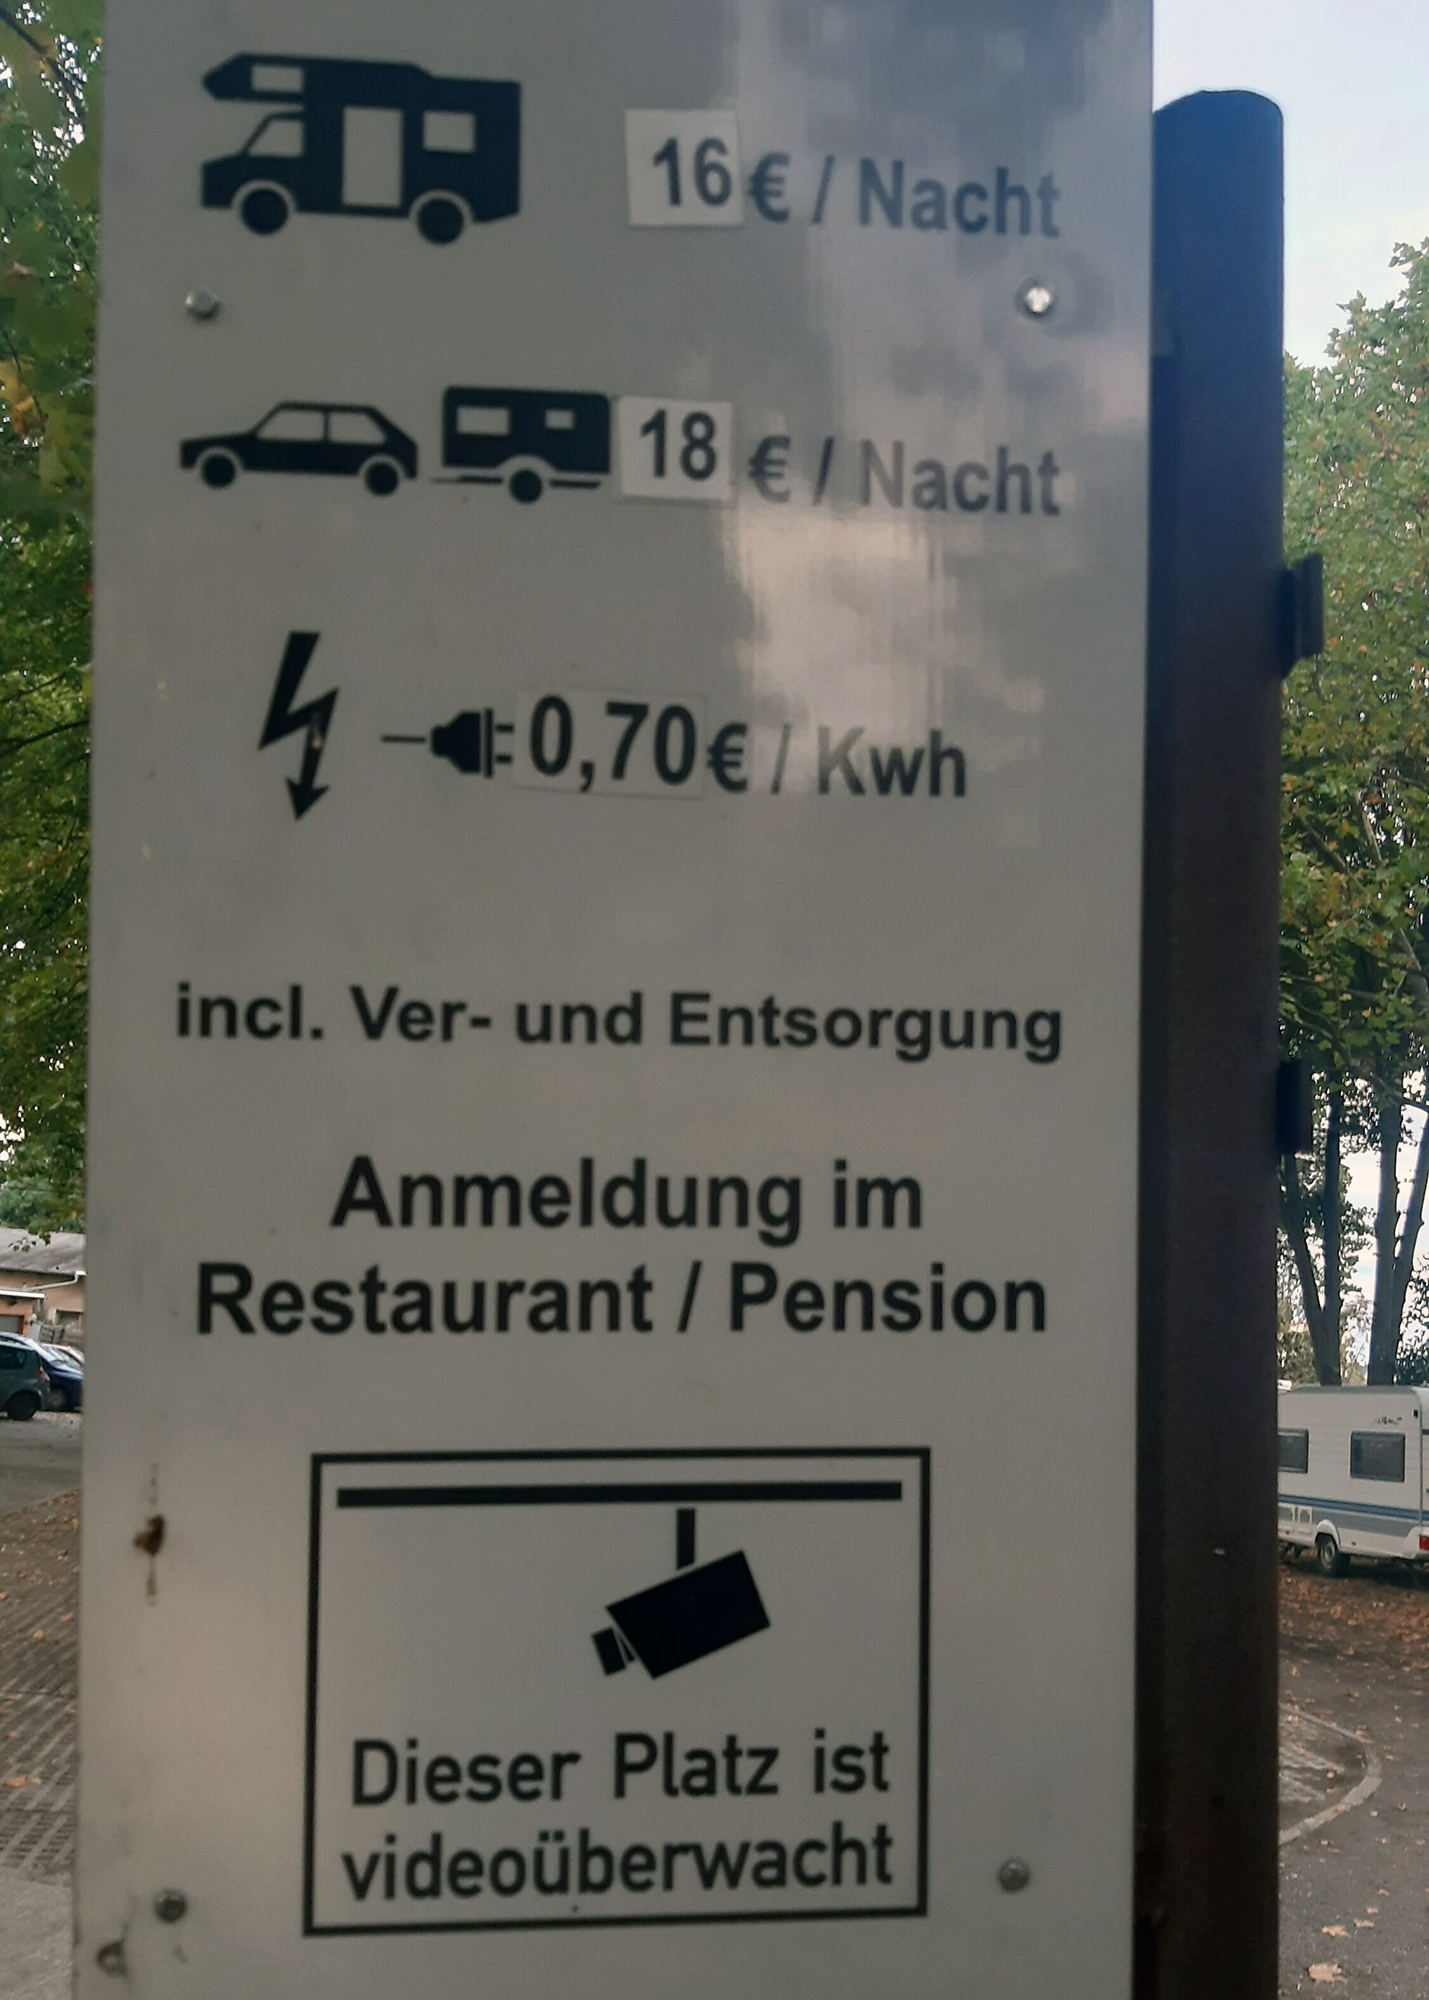 16 € / Nacht
18 € / Nacht
0,70 € / Kwh
incl. Ver- und Entsorgung
Anmeldung im
Restaurant / Pension
Dieser Platz ist
videoüberwacht